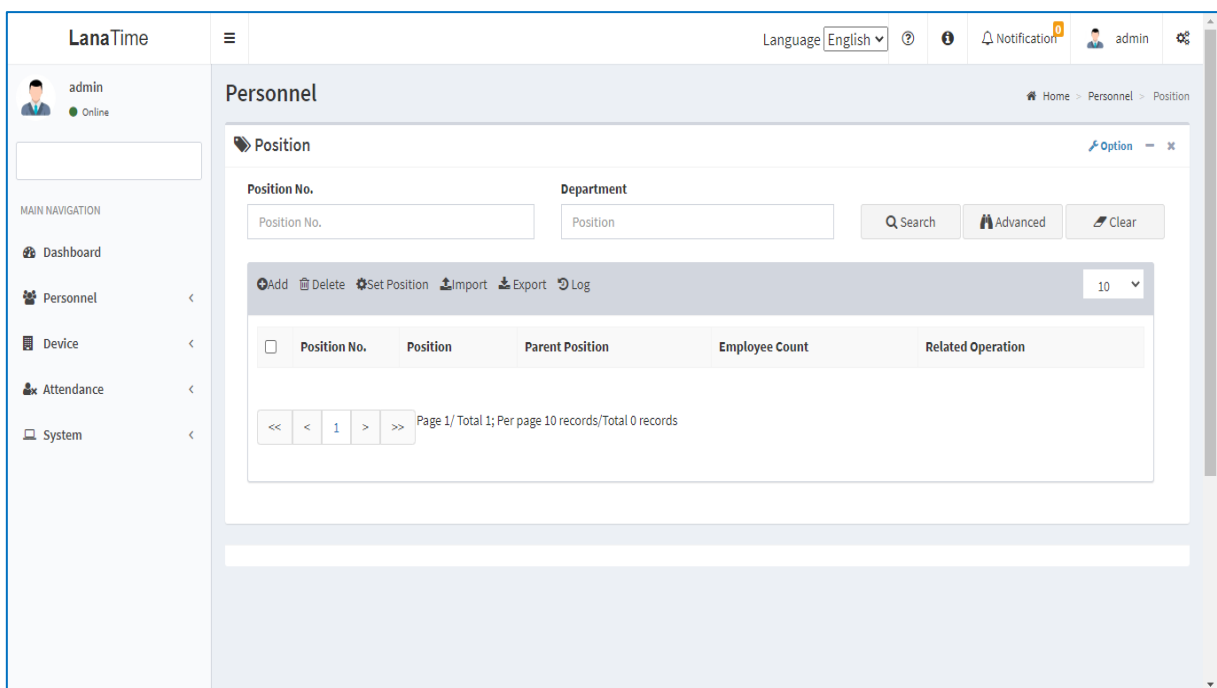 LanaTime
Language English
Notification 0
admin
admin
Online
MAIN NAVIGATION
Dashboard
Personnel
Device
Attendance
System
Personnel
Home > Personnel > Position
Position
Option
Position No.
Department
Position No.
Position
Search
Advanced
Clear
Add Delete Set Position Import Export Log
10
Position No. Position Parent Position Employee Count Related Operation
<< < 1 > >> Page 1/ Total 1; Per page 10 records/Total 0 records